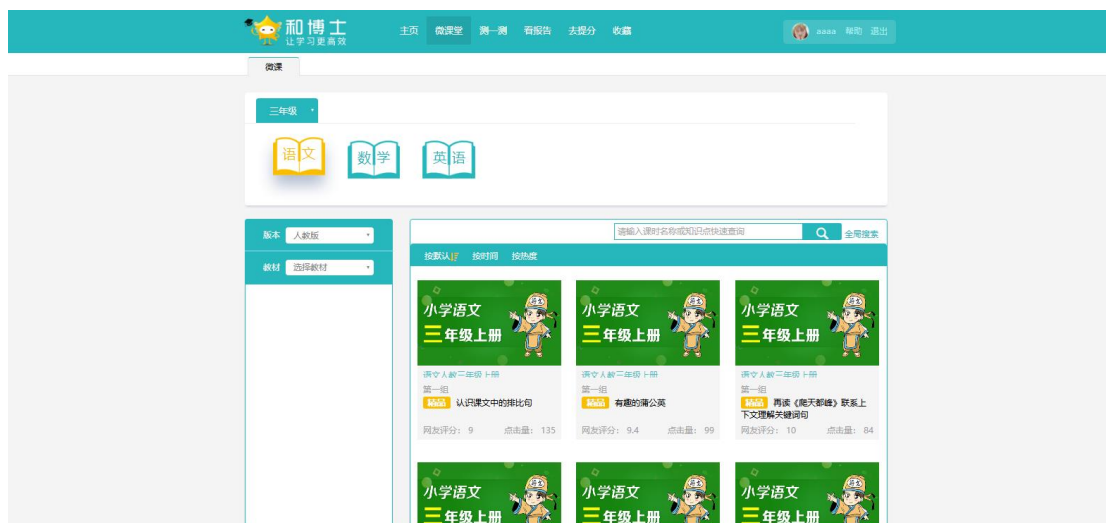 和博士
让学习更高效
主页 微课堂 测一测 看报告 去提分 收藏
aaaa 帮助 退出
微课
三年级
语文 数学 英语
版本 人教版
教材 选择教材
请输入课时名称或知识点快速查询
全局搜索
按默认 按时间 按热度
小学语文
三年级上册
语文人教三年级上册
第一组
精品 认识课文中的排比句
网友评分: 9 点击量: 135
小学语文
三年级上册
语文人教三年级上册
第一组
精品 有趣的蒲公英
网友评分: 9.4 点击量: 99
小学语文
三年级上册
语文人教三年级上册
第一组
精品 再读《爬天都峰》联系上
下文理解关键词句
网友评分: 10 点击量: 84
小学语文
三年级上册
小学语文
三年级上册
小学语文
三年级上册